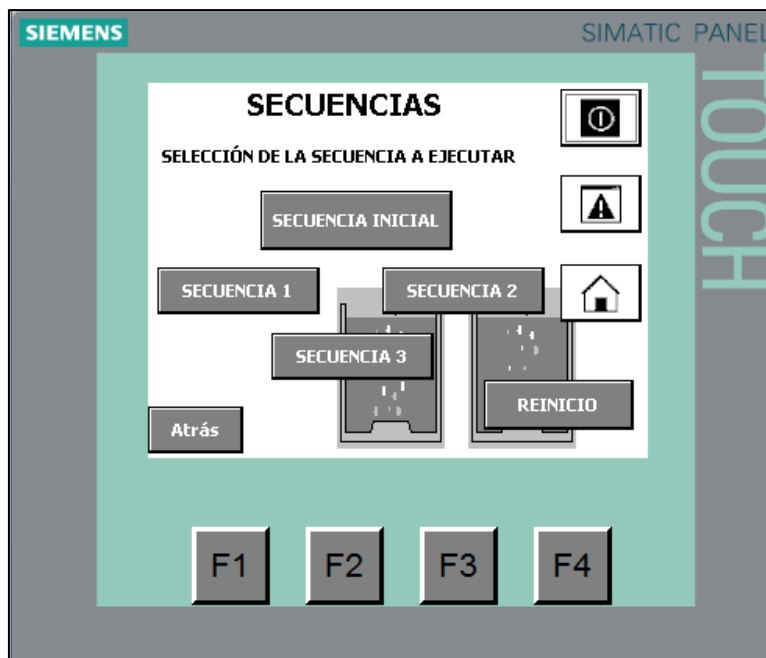 SIEMENS
SIMATIC PANEL
TOUCH
SECUENCIAS
SELECCIÓN DE LA SECUENCIA A EJECUTAR
SECUENCIA INICIAL
SECUENCIA 1
SECUENCIA 2
SECUENCIA 3
REINICIO
Atrás
F1
F2
F3
F4